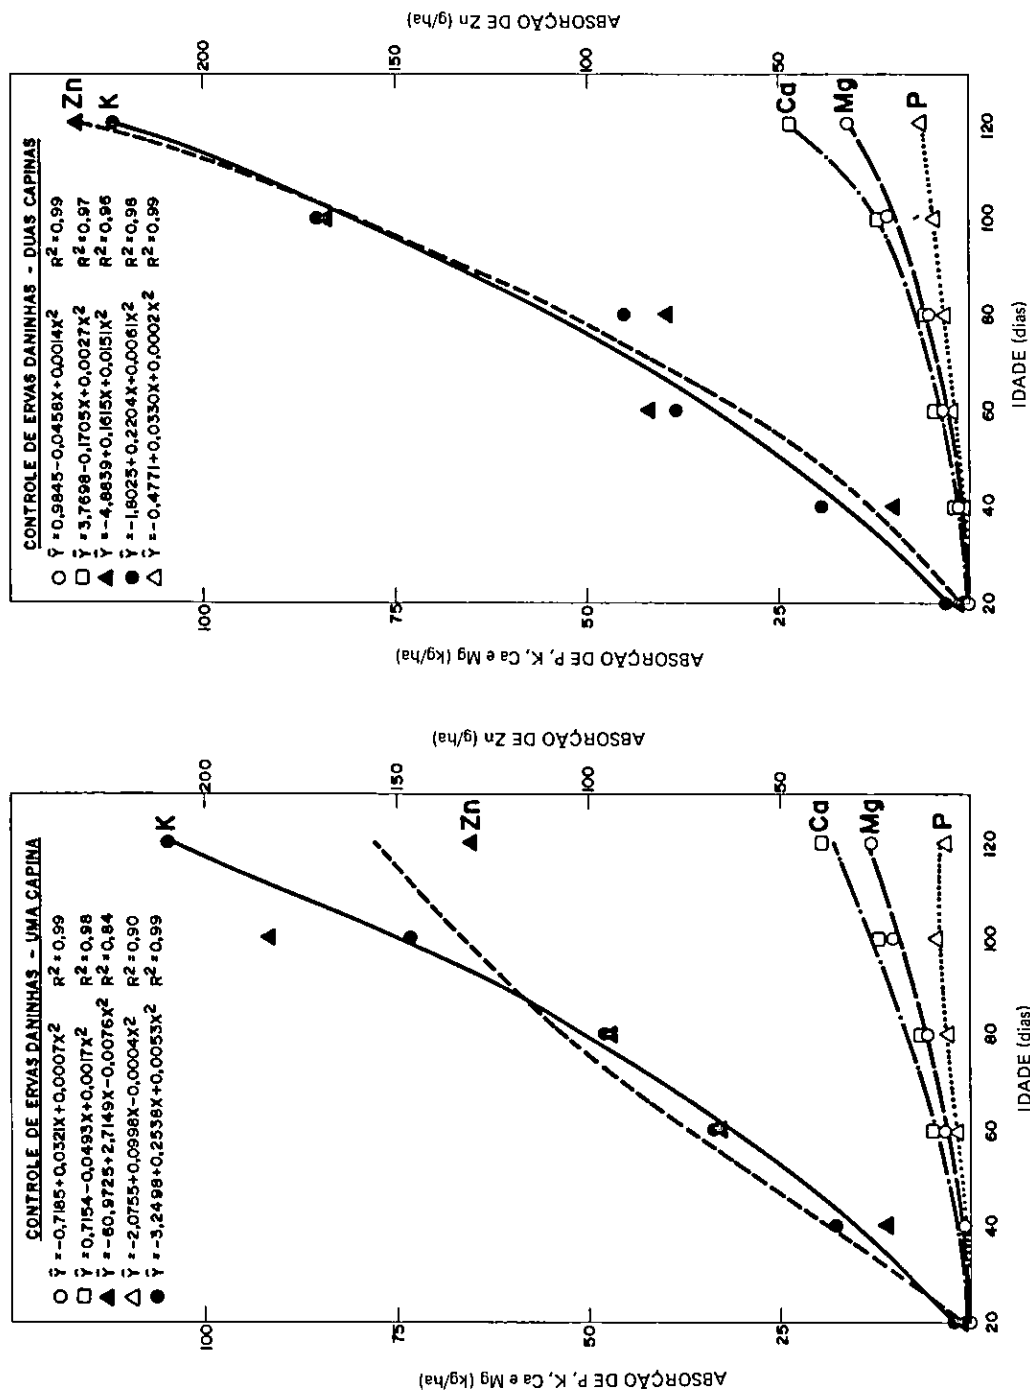 CONTROLE DE ERVAS DANINHAS - UMA CAPINA
○ Ŷ = -0,7185+0,0321X+0,0007X² R²=0,99
□ Ŷ = 0,7154-0,0493X+0,0017X² R²=0,98
▲ Ŷ = -60,9725+2,7149X-0,0076X² R²=0,84
△ Ŷ = -2,0755+0,0998X-0,0004X² R²=0,90
● Ŷ = -3,2498+0,2538X+0,0053X² R²=0,99
ABSORÇÃO DE P, K, Ca e Mg (kg/ha)
100
75
50
25
ABSORÇÃO DE Zn (g/ha)
200
150
100
50
K
Zn
Ca
Mg
P
20 40 60 80 100 120
IDADE (dias)
CONTROLE DE ERVAS DANINHAS - DUAS CAPINAS
○ Ŷ = 0,9845-0,0458X+0,0014X² R²=0,99
□ Ŷ = 3,7698-0,1705X+0,0027X² R²=0,97
▲ Ŷ = -4,8839+0,1615X+0,0151X² R²=0,96
● Ŷ = -1,8025+0,2204X+0,0061X² R²=0,98
△ Ŷ = -0,4771+0,0330X+0,0002X² R²=0,99
ABSORÇÃO DE P, K, Ca e Mg (kg/ha)
100
75
50
25
ABSORÇÃO DE Zn (g/ha)
200
150
100
50
Zn
K
Ca
Mg
P
20 40 60 80 100 120
IDADE (dias)